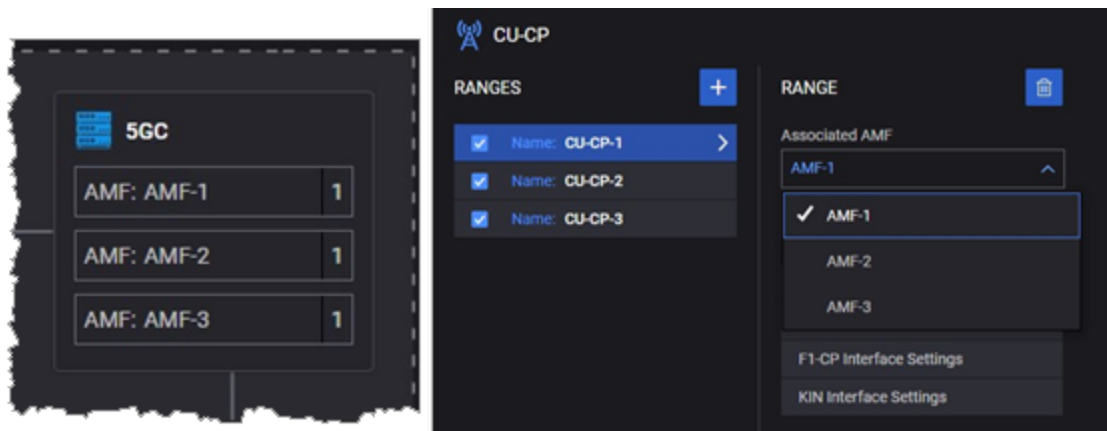 5GC
AMF: AMF-1 1
AMF: AMF-2 1
AMF: AMF-3 1
CU-CP
RANGES
Name: CU-CP-1
Name: CU-CP-2
Name: CU-CP-3
RANGE
Associated AMF
AMF-1
AMF-1
AMF-2
AMF-3
F1-CP Interface Settings
KIN Interface Settings